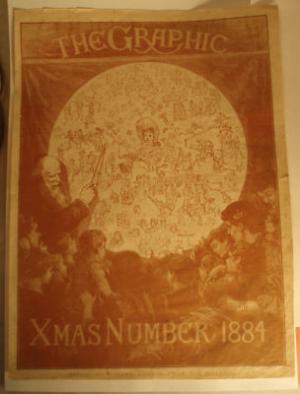 THE GRAPHIC
XMAS NUMBER. 1884